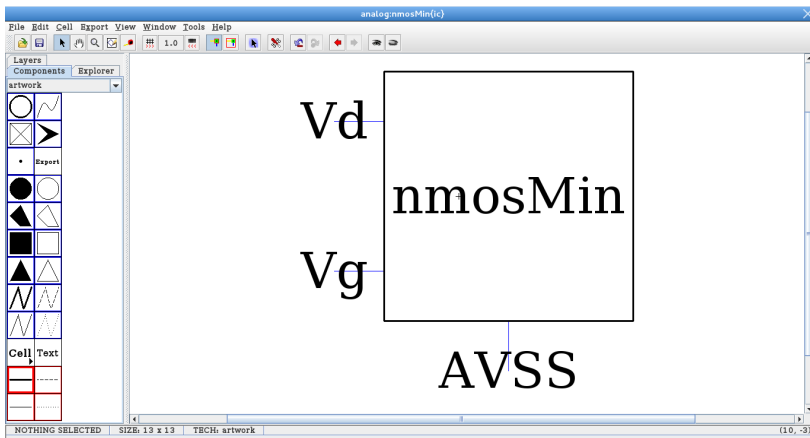 analog:nmosMin{ic}
File Edit Cell Export View Window Tools Help
1.0
Layers
Components Explorer
artwork
Export
Cell Text
Vd
nmosMin
Vg
AVSS
NOTHING SELECTED SIZE: 13 x 13 TECH: artwork (10, -3)